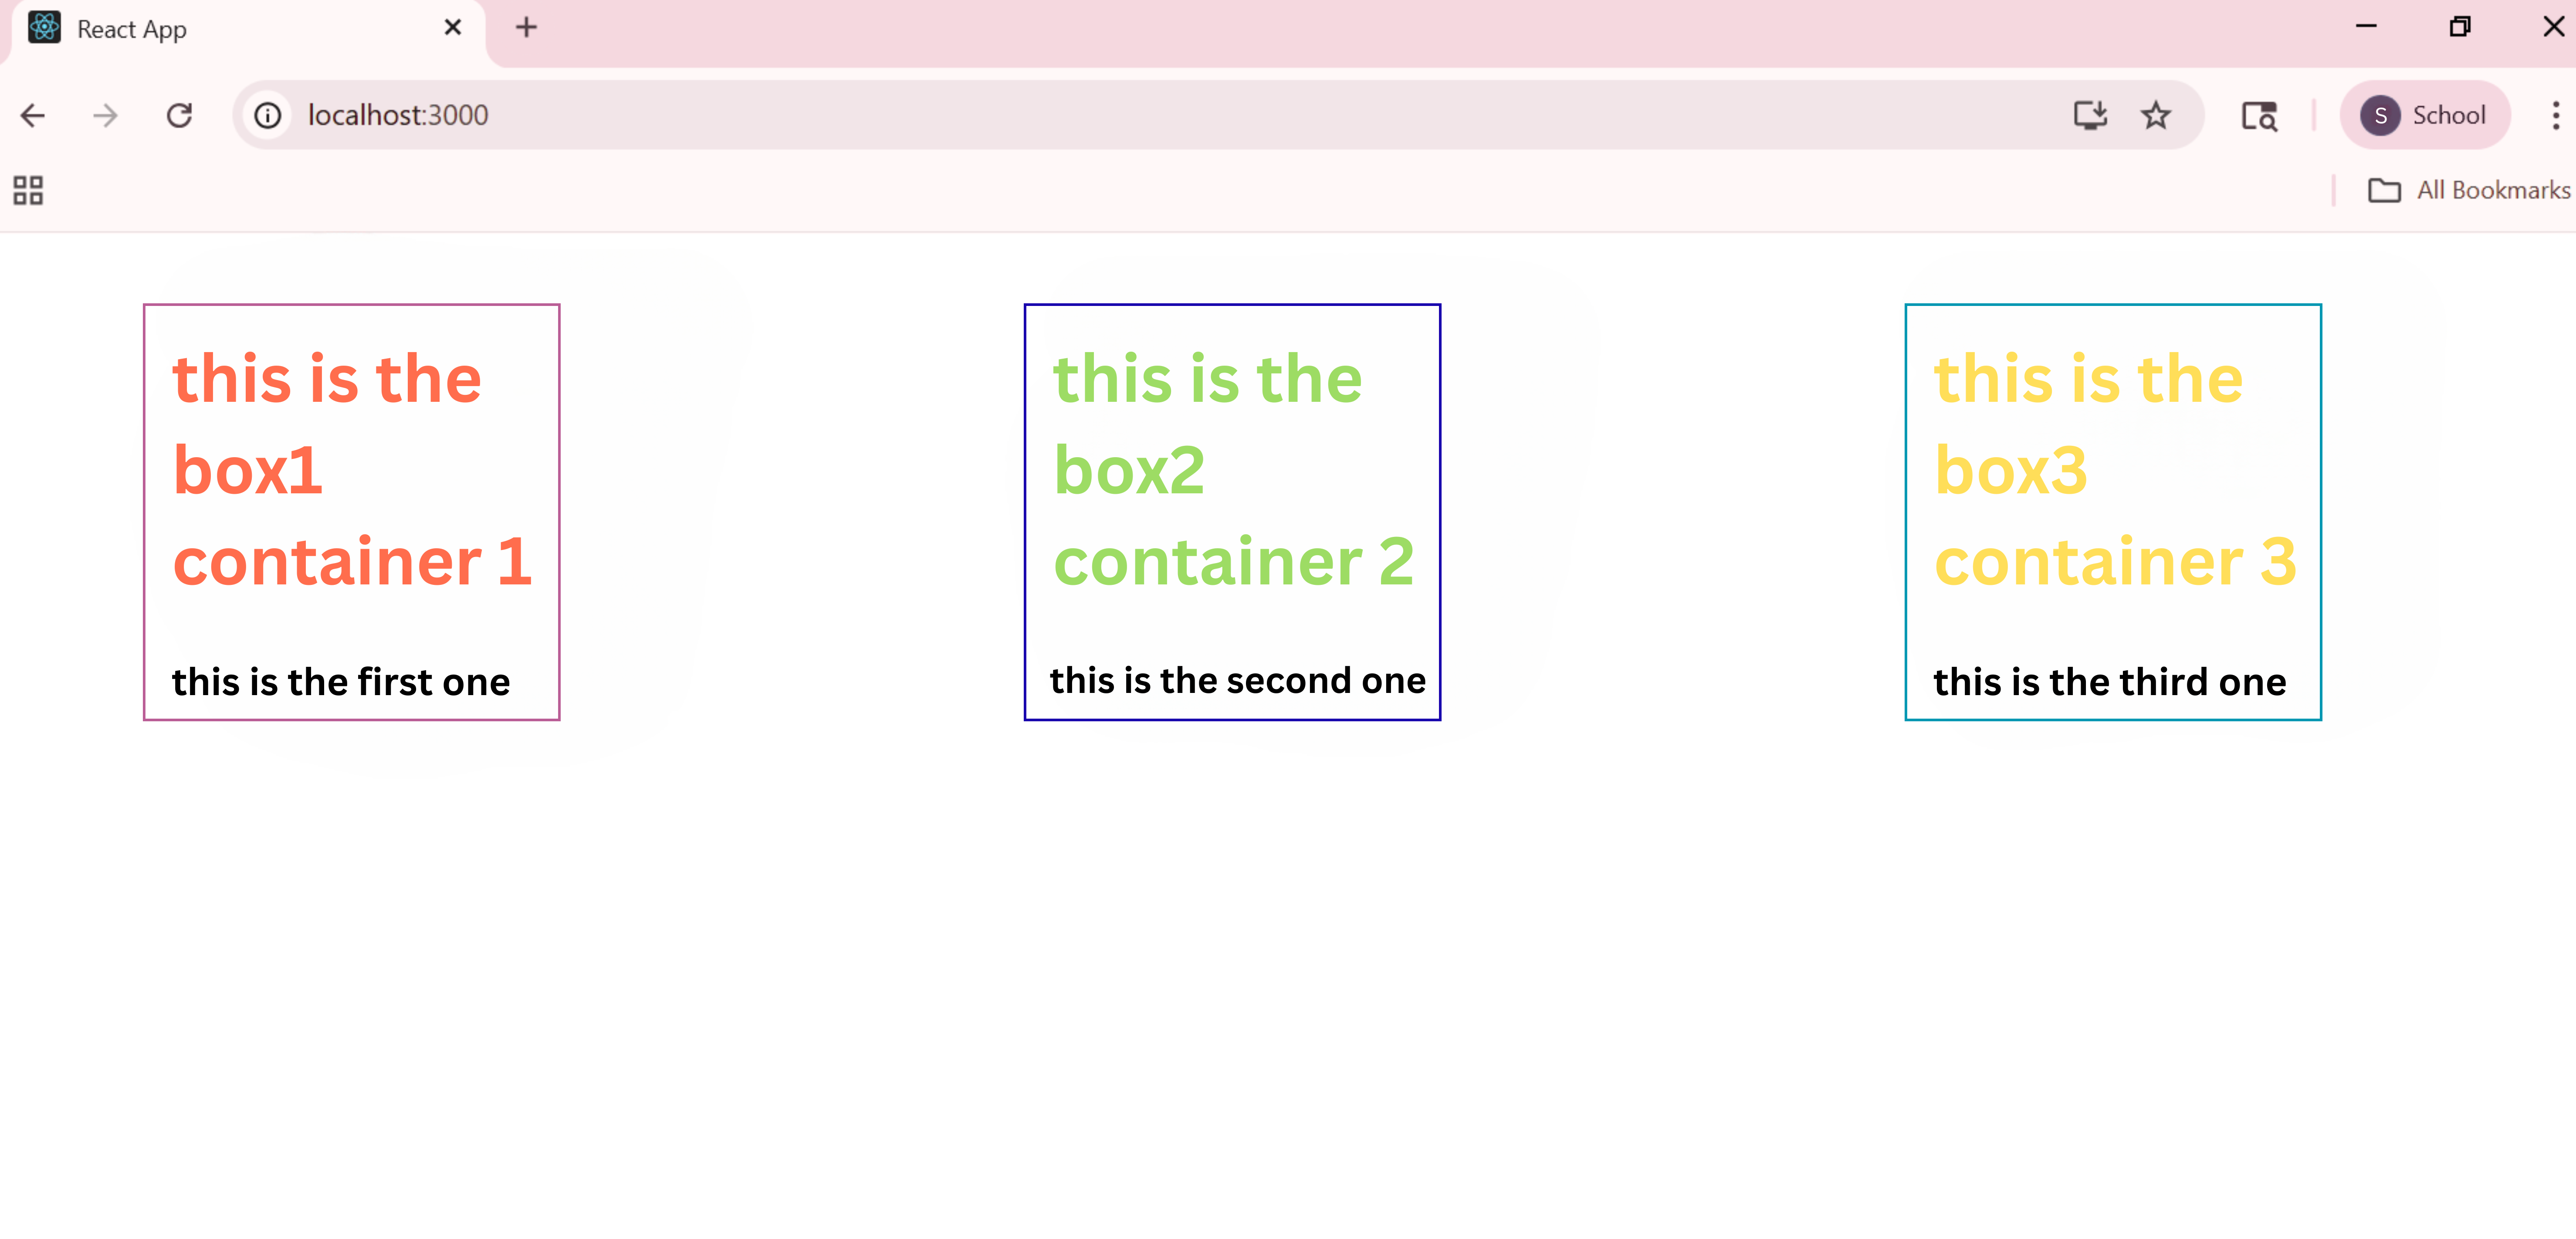 React App
localhost:3000
S School
All Bookmarks
this is the
box1
container 1
this is the first one
this is the
box2
container 2
this is the second one
this is the
box3
container 3
this is the third one